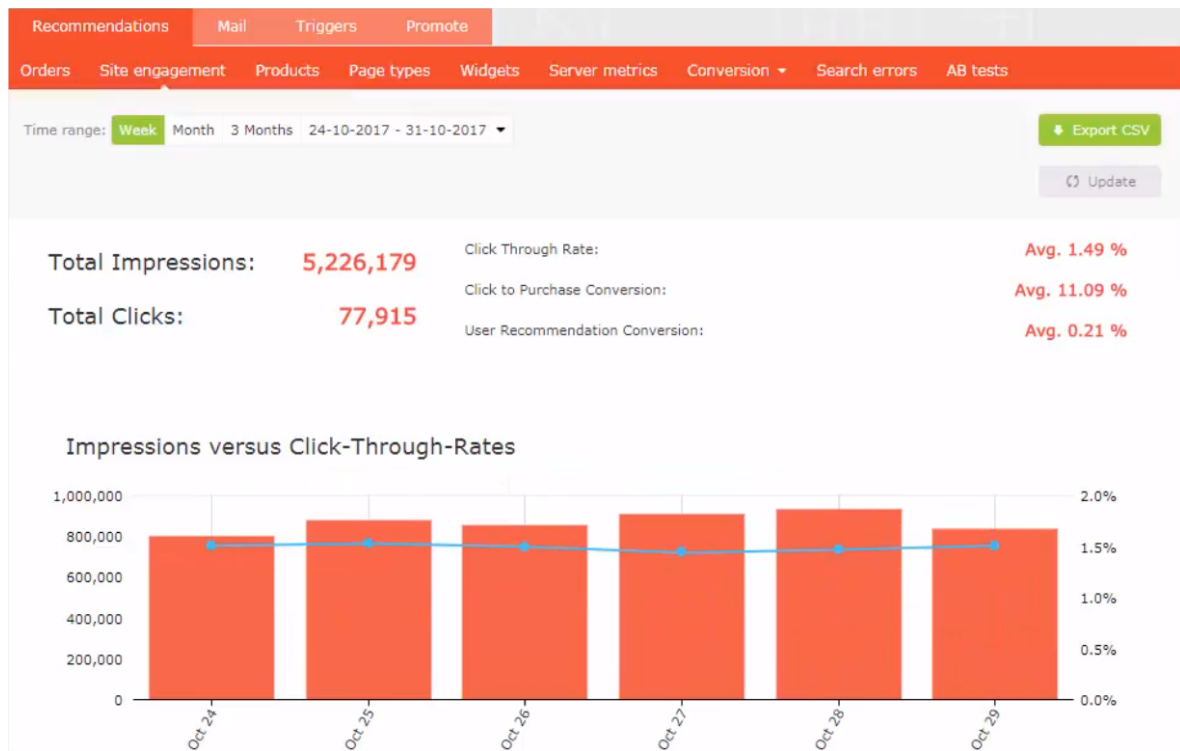 Recommendations Mail Triggers Promote
Orders Site engagement Products Page types Widgets Server metrics Conversion Search errors AB tests
Time range: Week Month 3 Months 24-10-2017 - 31-10-2017
Export CSV
Update
Total Impressions: 5,226,179
Total Clicks: 77,915
Click Through Rate: Avg. 1.49 %
Click to Purchase Conversion: Avg. 11.09 %
User Recommendation Conversion: Avg. 0.21 %
Impressions versus Click-Through-Rates
1,000,000 2.0%
800,000
1.5%
600,000
1.0%
400,000
200,000
0.5%
0 0.0%
Oct 24 Oct 25 Oct 26 Oct 27 Oct 28 Oct 29